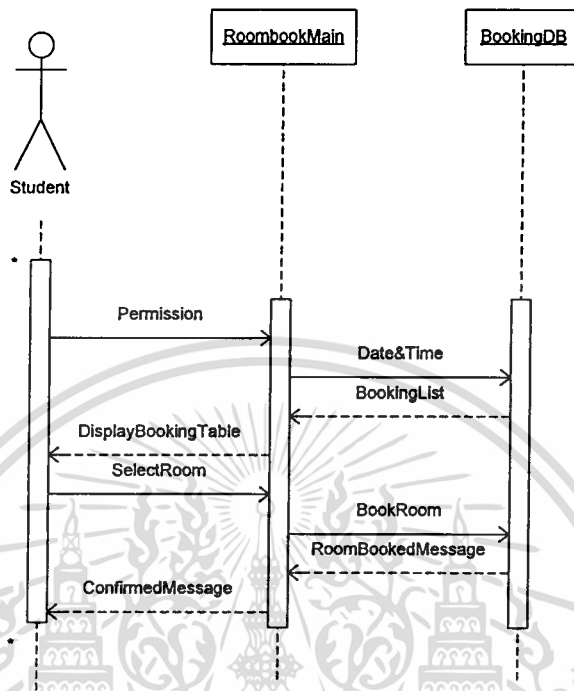 RoombookMain
BookingDB
Student
*
Permission
Date&Time
BookingList
DisplayBookingTable
SelectRoom
BookRoom
RoomBookedMessage
ConfirmedMessage
*